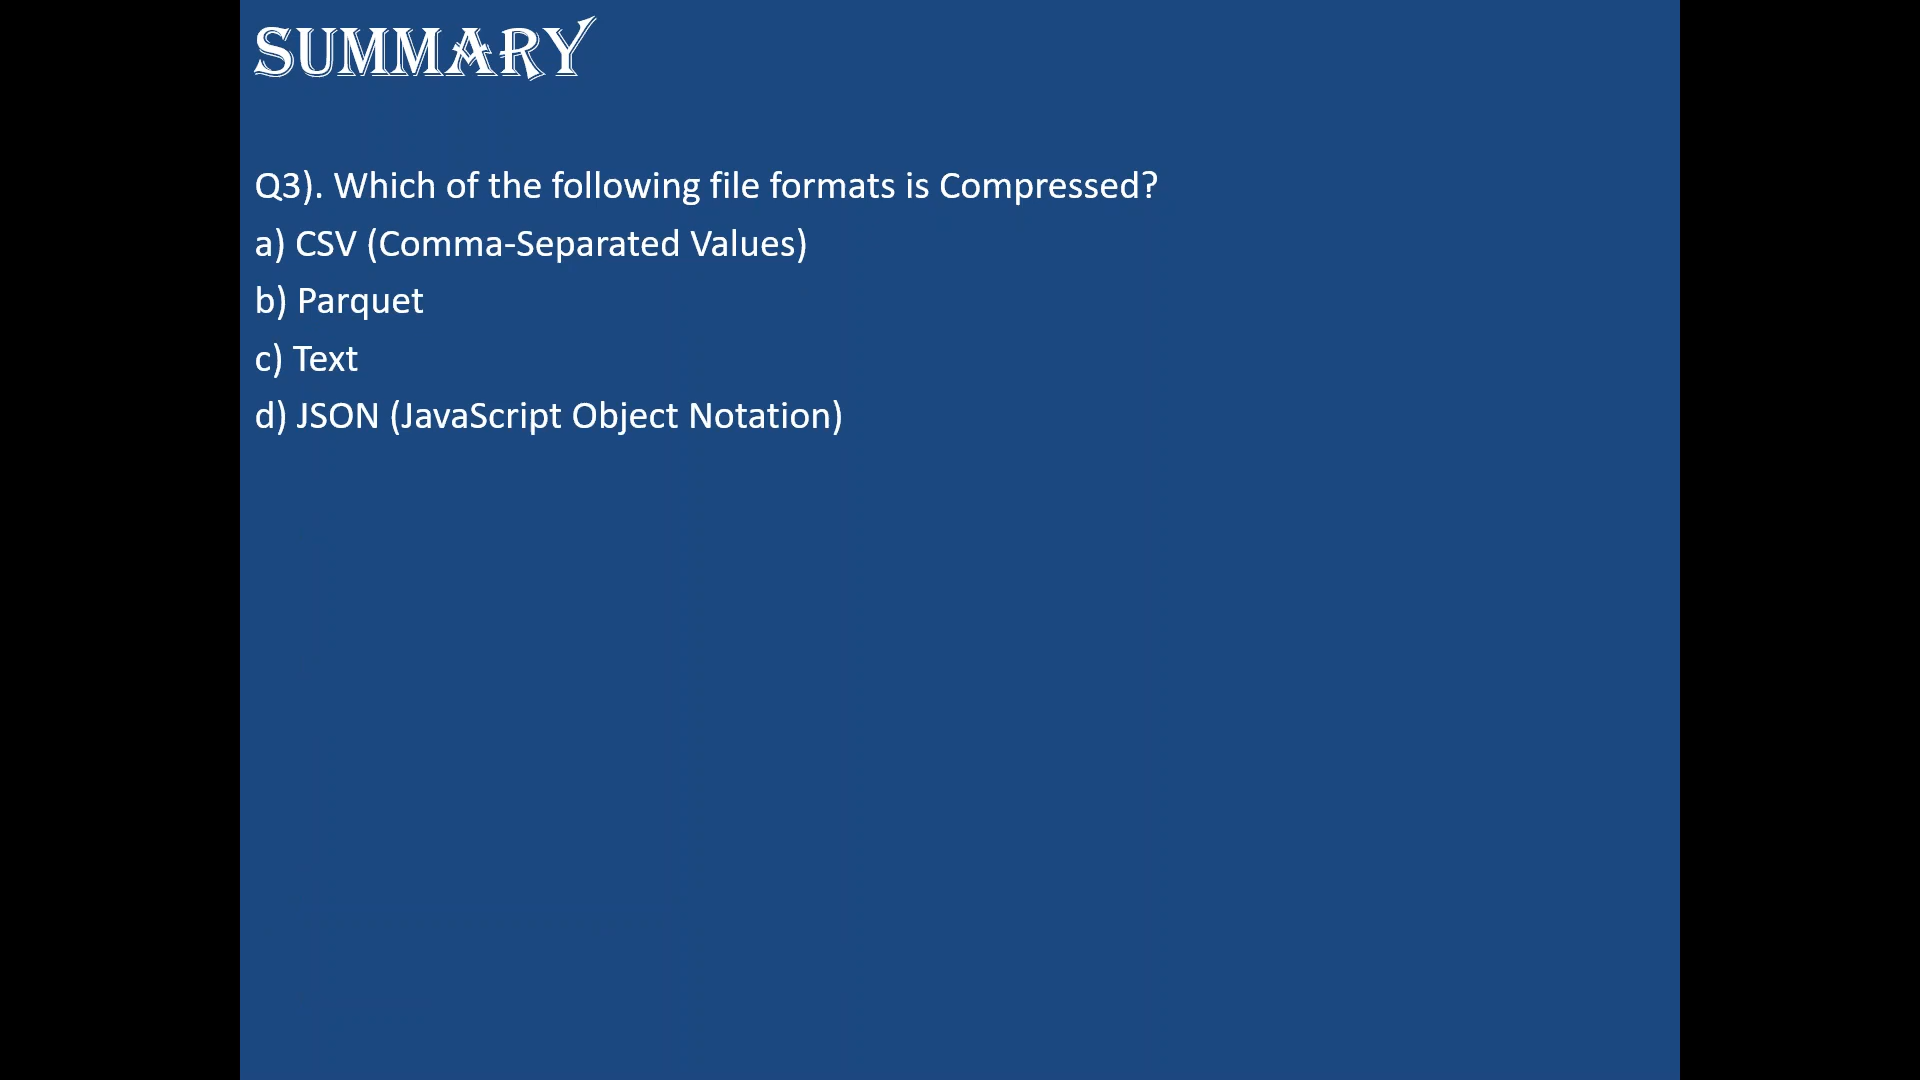 SUMMARY
Q3). Which of the following file formats is Compressed?
a) CSV (Comma-Separated Values)
b) Parquet
c) Text
d) JSON (JavaScript Object Notation)